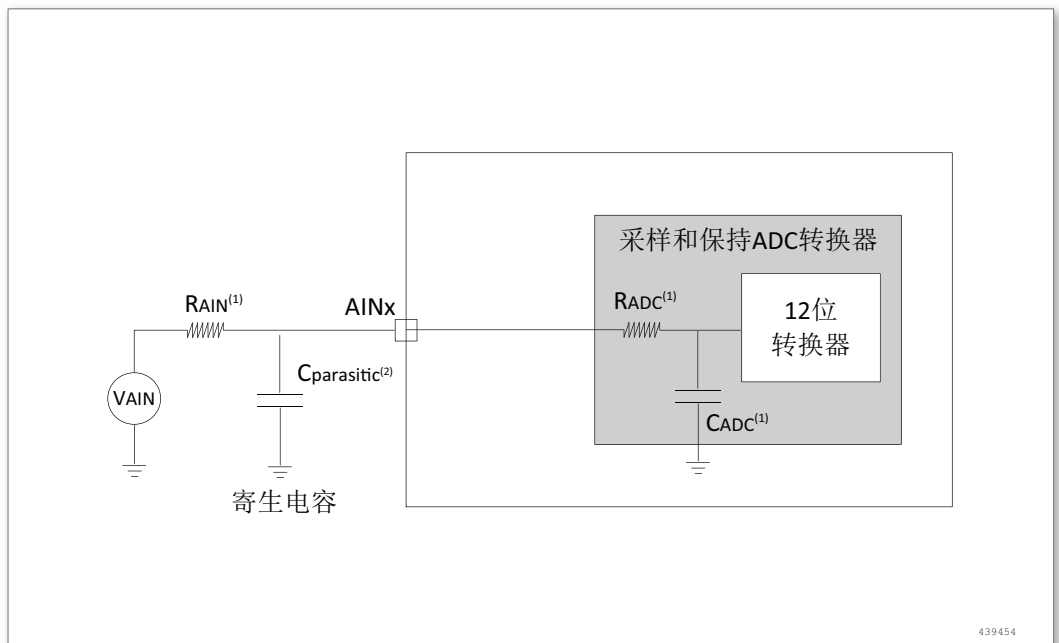 采样和保持ADC转换器
RAIN(1)
AINx
RADC(1)
12位
转换器
Cparasitic(2)
VAIN
CADC(1)
寄生电容
439454